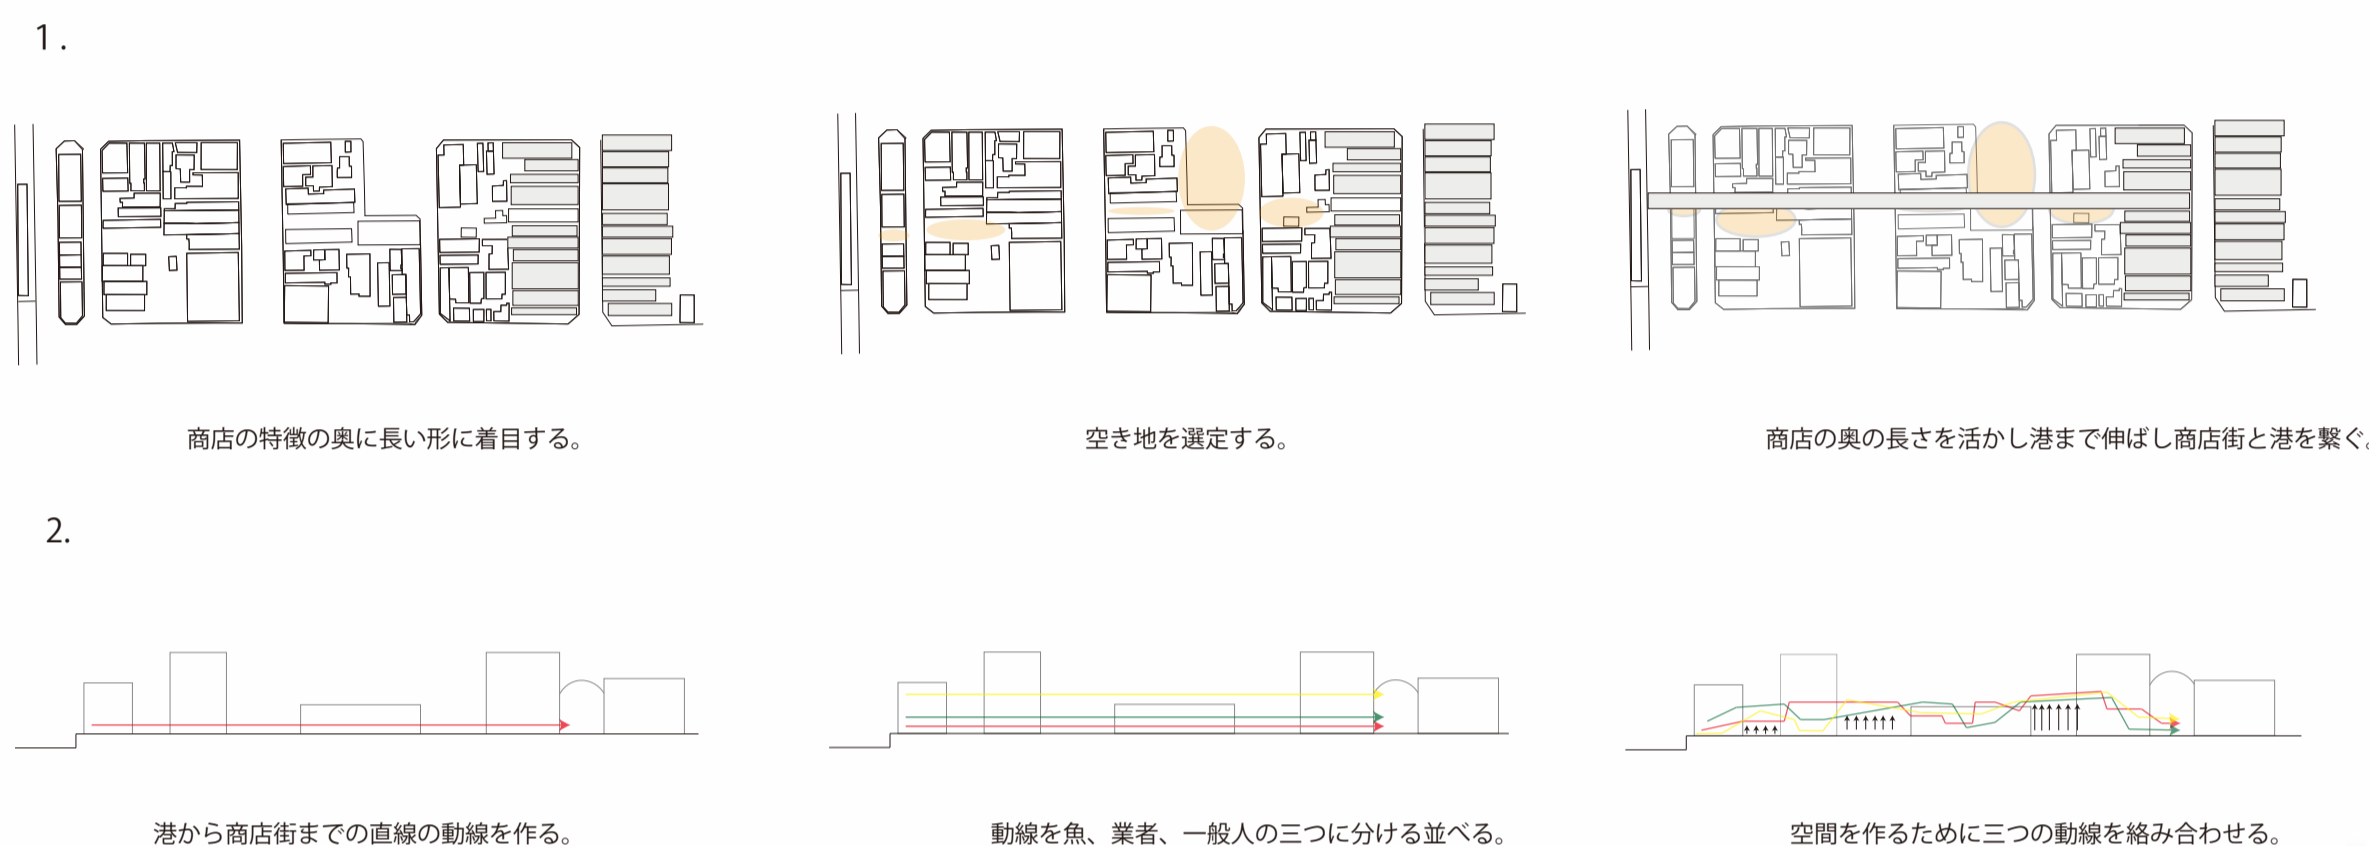 1.
商店の特徴の奥に長い形に着目する。
空き地を選定する。
商店の奥の長さを活かし港まで伸ばし商店街と港を繋ぐ。
2.
港から商店街までの直線の動線を作る。
動線を魚、業者、一般人の三つに分ける並べる。
空間を作るために三つの動線を絡み合わせる。